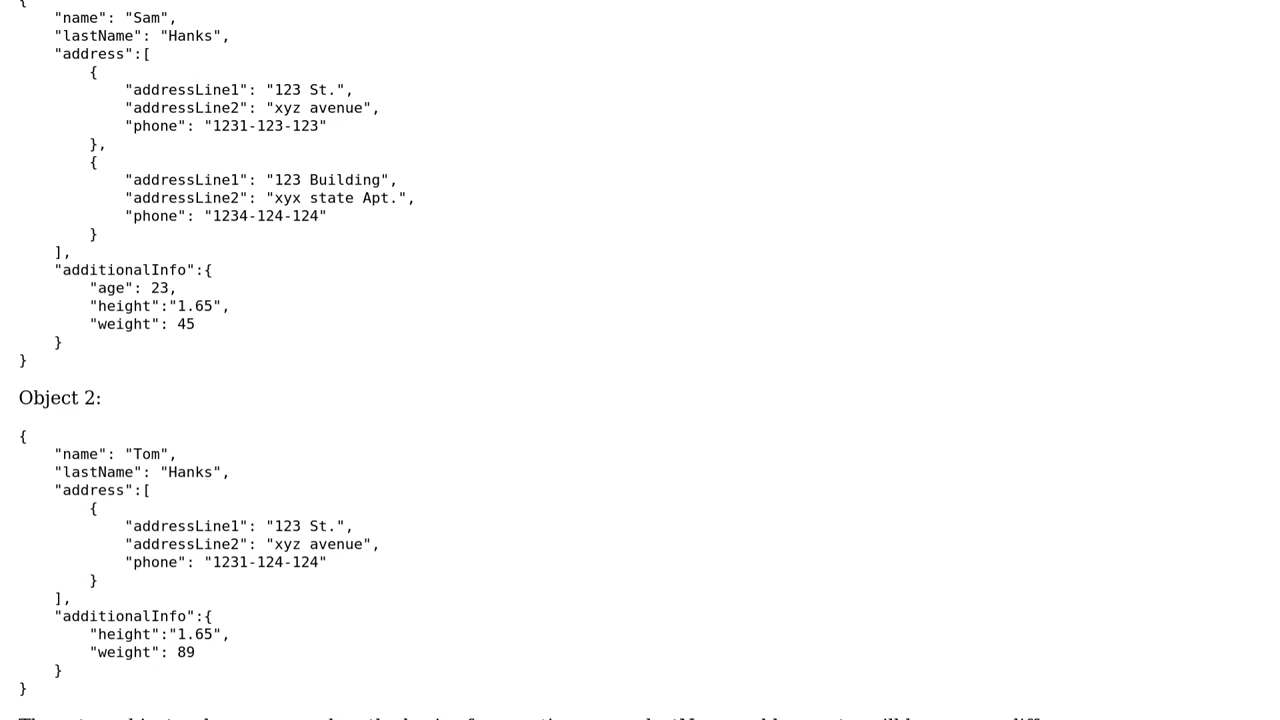 {
    "name": "Sam",
    "lastName": "Hanks",
    "address":[
        {
            "addressLine1": "123 St.",
            "addressLine2": "xyz avenue",
            "phone": "1231-123-123"
        },
        {
            "addressLine1": "123 Building",
            "addressLine2": "xyx state Apt.",
            "phone": "1234-124-124"
        }
    ],
    "additionalInfo":{
        "age": 23,
        "height":"1.65",
        "weight": 45
    }
}
Object 2:
{
    "name": "Tom",
    "lastName": "Hanks",
    "address":[
        {
            "addressLine1": "123 St.",
            "addressLine2": "xyz avenue",
            "phone": "1231-124-124"
        }
    ],
    "additionalInfo":{
        "height":"1.65",
        "weight": 89
    }
}